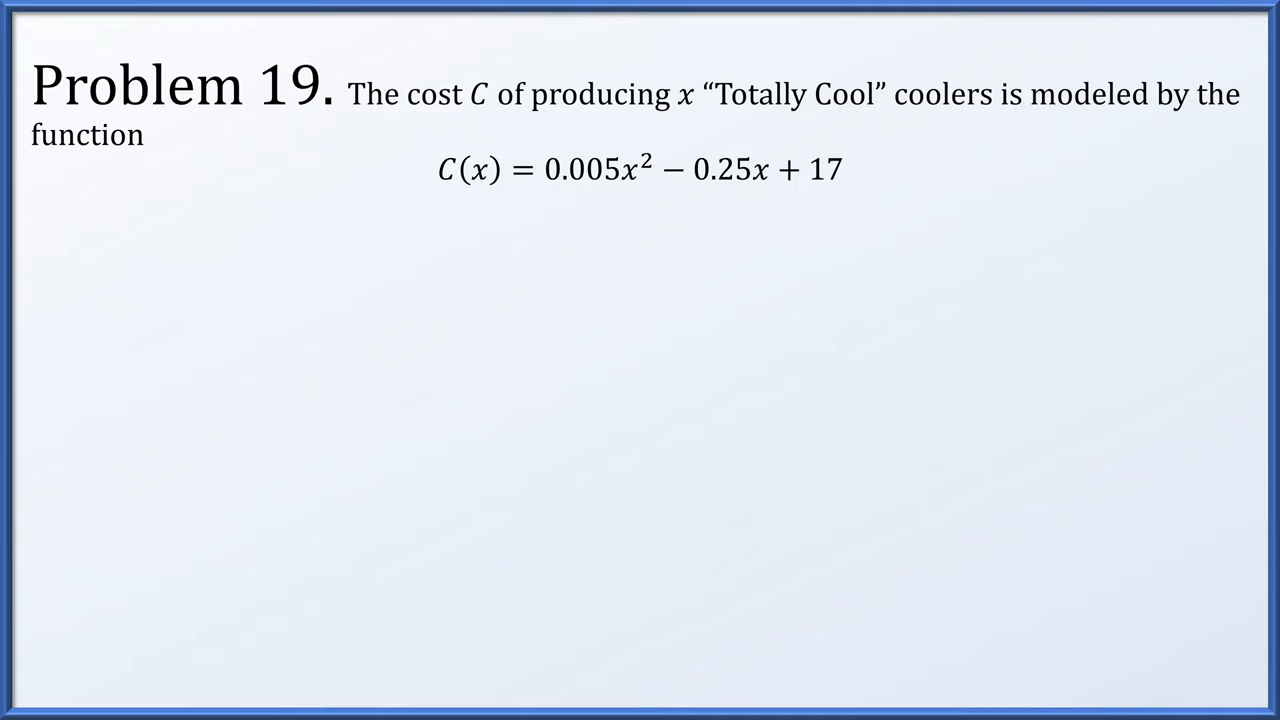 Problem 19. The cost 𝐶 of producing 𝑥 “Totally Cool” coolers is modeled by the
function
𝐶(𝑥) = 0.005𝑥² − 0.25𝑥 + 17